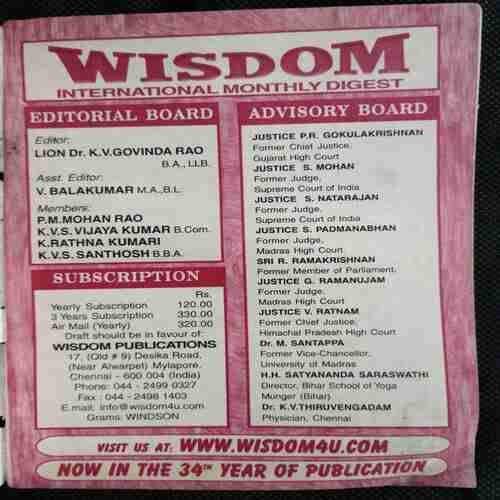 WISDOM
INTERNATIONAL MONTHLY DIGEST
EDITORIAL BOARD
Editor:
LION Dr. K.V.GOVINDA RAO
B.A., LLB.
Asst. Editor:
V. BALAKUMAR M.A.,B.L.
Members:
P.M.MOHAN RAO
K.V.S. VIJAYA KUMAR B.Com.
K.RATHNA KUMARI
K.V.S. SANTHOSH B.B.A.
SUBSCRIPTION
Rs.
Yearly Subscription 120.00
3 Years Subscription 330.00
Air Mail (Yearly) 320.00
Draft should be in favour of:
WISDOM PUBLICATIONS
17, (Old # 9) Desika Road,
(Near Alwarpet) Mylapore,
Chennai - 600 004 (India)
Phone: 044 - 2499 0327
Fax : 044 - 2498 1403
E.mail: info@wisdom4u.com
Grams: WINDSON
ADVISORY BOARD
JUSTICE P.R. GOKULAKRISHNAN
Former Chief Justice,
Gujarat High Court
JUSTICE S. MOHAN
Former Judge,
Supreme Court of India
JUSTICE S. NATARAJAN
Former Judge,
Supreme Court of India
JUSTICE S. PADMANABHAN
Former Judge,
Madras High Court
SRI R. RAMAKRISHNAN
Former Member of Parliament,
JUSTICE G. RAMANUJAM
Former Judge,
Madras High Court
JUSTICE V. RATNAM
Former Chief Justice,
Himachal Pradesh High Court
Dr. M. SANTAPPA
Former Vice-Chancellor,
University of Madras
H.H. SATYANANDA SARASWATHI
Director, Bihar School of Yoga
Munger (Bihar)
Dr. K.V.THIRUVENGADAM
Physician, Chennai
VISIT US AT: WWW.WISDOM4U.COM
NOW IN THE 34TH YEAR OF PUBLICATION